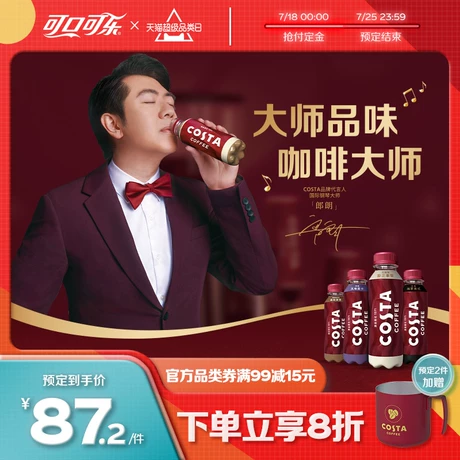 可口可乐 × 天猫超级品类日
7/18 00:00
抢付定金
7/25 23:59
预定结束
大师品味
咖啡大师
COSTA品牌代言人
国际钢琴大师
「郎朗」
COSTA
COFFEE
COSTA
COSTA
COSTA
COFFEE
COSTA
COFFEE
预定到手价
¥87.2/件
官方品类券满99减15元
下单立享8折
预定2件
加赠
COSTA
COFFEE